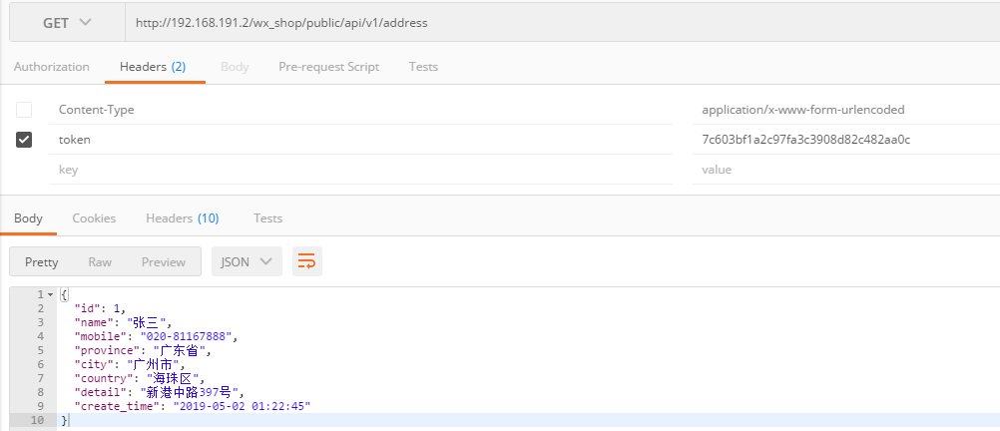 GET http://192.168.191.2/wx_shop/public/api/v1/address
Authorization Headers (2) Body Pre-request Script Tests
Content-Type application/x-www-form-urlencoded
token 7c603bf1a2c97fa3c3908d82c482aa0c
key value
Body Cookies Headers (10) Tests
Pretty Raw Preview JSON
1 {
2 "id": 1,
3 "name": "张三",
4 "mobile": "020-81167888",
5 "province": "广东省",
6 "city": "广州市",
7 "country": "海珠区",
8 "detail": "新港中路397号",
9 "create_time": "2019-05-02 01:22:45"
10 }